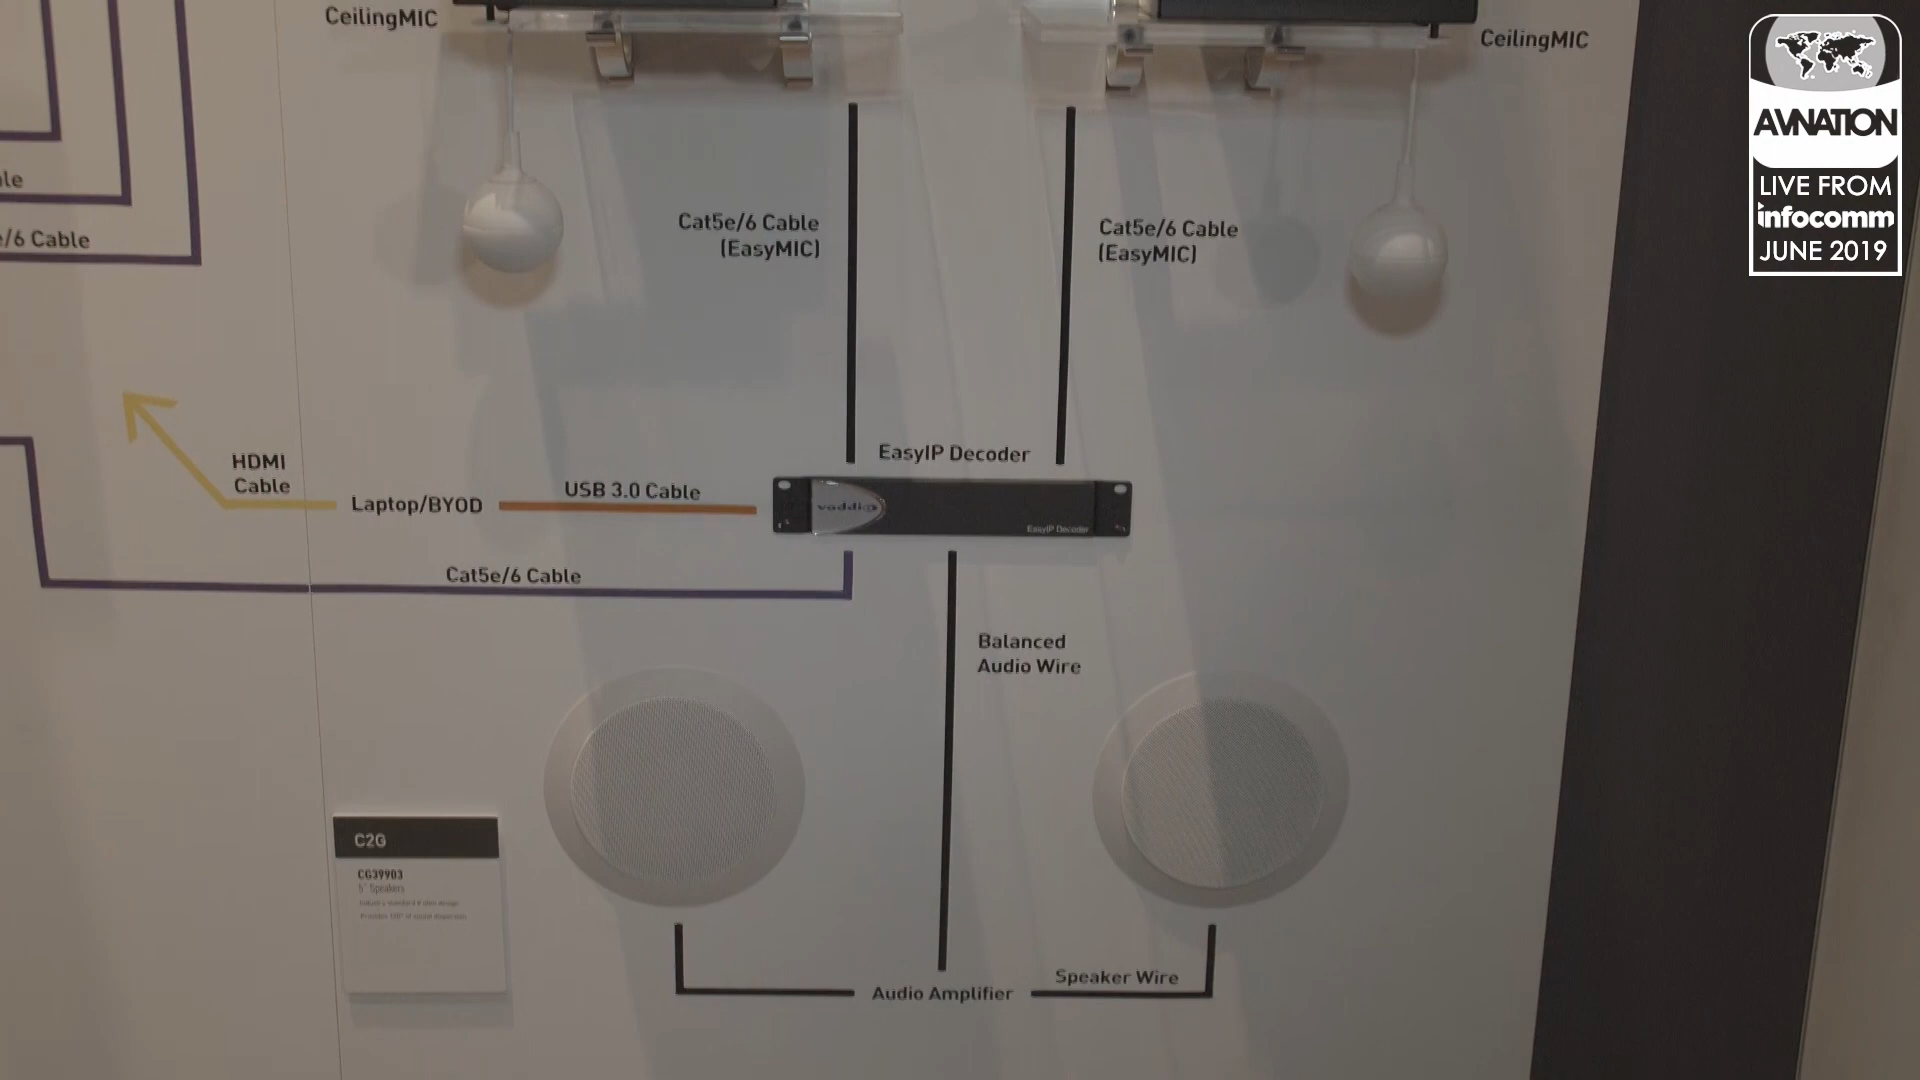 CeilingMIC
CeilingMIC
AVNATION
LIVE FROM
infocomm
JUNE 2019
Cat5e/6 Cable
(EasyMIC)
Cat5e/6 Cable
(EasyMIC)
/6 Cable
HDMI
Cable
Laptop/BYOD
USB 3.0 Cable
EasyIP Decoder
vaddio
EasyIP Decoder
Cat5e/6 Cable
Balanced
Audio Wire
C2G
CG39903
5" Speakers
Audio Amplifier
Speaker Wire